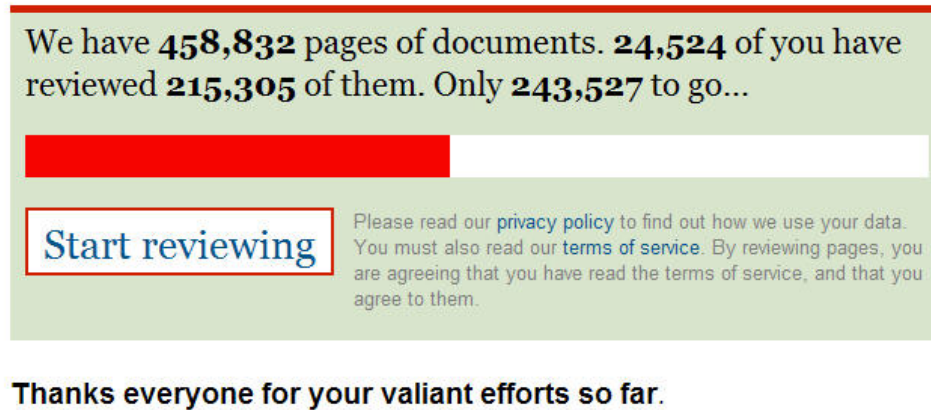 We have 458,832 pages of documents. 24,524 of you have
reviewed 215,305 of them. Only 243,527 to go...
Start reviewing
Please read our privacy policy to find out how we use your data.
You must also read our terms of service. By reviewing pages, you
are agreeing that you have read the terms of service, and that you
agree to them.
Thanks everyone for your valiant efforts so far.